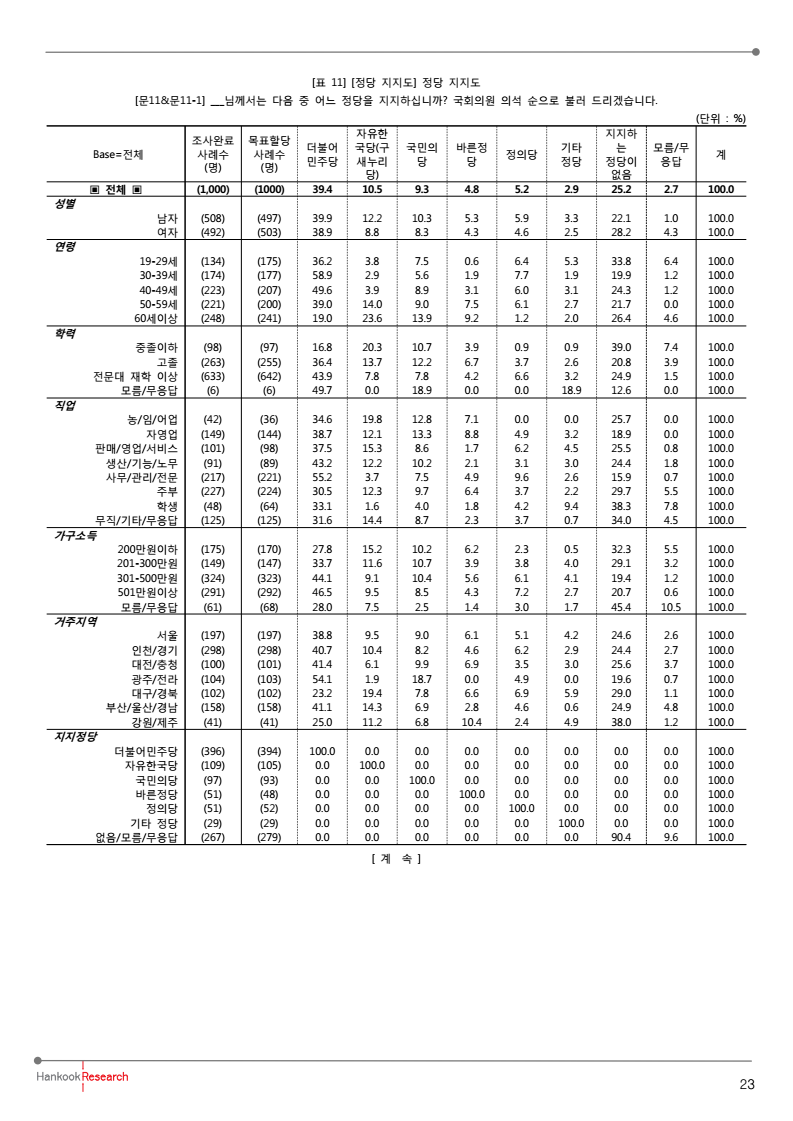 [표 11] [정당 지지도] 정당 지지도
[문11&문11-1] ___님께서는 다음 중 어느 정당을 지지하십니까? 국회의원 의석 순으로 불러 드리겠습니다.
(단위 : %)
Base=전체 조사완료 사례수 (명) 목표할당 사례수 (명) 더불어 민주당 자유한 국당(구 새누리 당) 국민의 당 바른정 당 정의당 기타 정당 지지하 는 정당이 없음 모름/무 응답 계
▣ 전체 ▣ (1,000) (1000) 39.4 10.5 9.3 4.8 5.2 2.9 25.2 2.7 100.0
성별
남자 (508) (497) 39.9 12.2 10.3 5.3 5.9 3.3 22.1 1.0 100.0
여자 (492) (503) 38.9 8.8 8.3 4.3 4.6 2.5 28.2 4.3 100.0
연령
19-29세 (134) (175) 36.2 3.8 7.5 0.6 6.4 5.3 33.8 6.4 100.0
30-39세 (174) (177) 58.9 2.9 5.6 1.9 7.7 1.9 19.9 1.2 100.0
40-49세 (223) (207) 49.6 3.9 8.9 3.1 6.0 3.1 24.3 1.2 100.0
50-59세 (221) (200) 39.0 14.0 9.0 7.5 6.1 2.7 21.7 0.0 100.0
60세이상 (248) (241) 19.0 23.6 13.9 9.2 1.2 2.0 26.4 4.6 100.0
학력
중졸이하 (98) (97) 16.8 20.3 10.7 3.9 0.9 0.9 39.0 7.4 100.0
고졸 (263) (255) 36.4 13.7 12.2 6.7 3.7 2.6 20.8 3.9 100.0
전문대 재학 이상 (633) (642) 43.9 7.8 7.8 4.2 6.6 3.2 24.9 1.5 100.0
모름/무응답 (6) (6) 49.7 0.0 18.9 0.0 0.0 18.9 12.6 0.0 100.0
직업
농/임/어업 (42) (36) 34.6 19.8 12.8 7.1 0.0 0.0 25.7 0.0 100.0
자영업 (149) (144) 38.7 12.1 13.3 8.8 4.9 3.2 18.9 0.0 100.0
판매/영업/서비스 (101) (98) 37.5 15.3 8.6 1.7 6.2 4.5 25.5 0.8 100.0
생산/기능/노무 (91) (89) 43.2 12.2 10.2 2.1 3.1 3.0 24.4 1.8 100.0
사무/관리/전문 (217) (221) 55.2 3.7 7.5 4.9 9.6 2.6 15.9 0.7 100.0
주부 (227) (224) 30.5 12.3 9.7 6.4 3.7 2.2 29.7 5.5 100.0
학생 (48) (64) 33.1 1.6 4.0 1.8 4.2 9.4 38.3 7.8 100.0
무직/기타/무응답 (125) (125) 31.6 14.4 8.7 2.3 3.7 0.7 34.0 4.5 100.0
가구소득
200만원이하 (175) (170) 27.8 15.2 10.2 6.2 2.3 0.5 32.3 5.5 100.0
201-300만원 (149) (147) 33.7 11.6 10.7 3.9 3.8 4.0 29.1 3.2 100.0
301-500만원 (324) (323) 44.1 9.1 10.4 5.6 6.1 4.1 19.4 1.2 100.0
501만원이상 (291) (292) 46.5 9.5 8.5 4.3 7.2 2.7 20.7 0.6 100.0
모름/무응답 (61) (68) 28.0 7.5 2.5 1.4 3.0 1.7 45.4 10.5 100.0
거주지역
서울 (197) (197) 38.8 9.5 9.0 6.1 5.1 4.2 24.6 2.6 100.0
인천/경기 (298) (298) 40.7 10.4 8.2 4.6 6.2 2.9 24.4 2.7 100.0
대전/충청 (100) (101) 41.4 6.1 9.9 6.9 3.5 3.0 25.6 3.7 100.0
광주/전라 (104) (103) 54.1 1.9 18.7 0.0 4.9 0.0 19.6 0.7 100.0
대구/경북 (102) (102) 23.2 19.4 7.8 6.6 6.9 5.9 29.0 1.1 100.0
부산/울산/경남 (158) (158) 41.1 14.3 6.9 2.8 4.6 0.6 24.9 4.8 100.0
강원/제주 (41) (41) 25.0 11.2 6.8 10.4 2.4 4.9 38.0 1.2 100.0
지지정당
더불어민주당 (396) (394) 100.0 0.0 0.0 0.0 0.0 0.0 0.0 0.0 100.0
자유한국당 (109) (105) 0.0 100.0 0.0 0.0 0.0 0.0 0.0 0.0 100.0
국민의당 (97) (93) 0.0 0.0 100.0 0.0 0.0 0.0 0.0 0.0 100.0
바른정당 (51) (48) 0.0 0.0 0.0 100.0 0.0 0.0 0.0 0.0 100.0
정의당 (51) (52) 0.0 0.0 0.0 0.0 100.0 0.0 0.0 0.0 100.0
기타 정당 (29) (29) 0.0 0.0 0.0 0.0 0.0 100.0 0.0 0.0 100.0
없음/모름/무응답 (267) (279) 0.0 0.0 0.0 0.0 0.0 0.0 90.4 9.6 100.0
[ 계 속 ]
Hankook Research
23